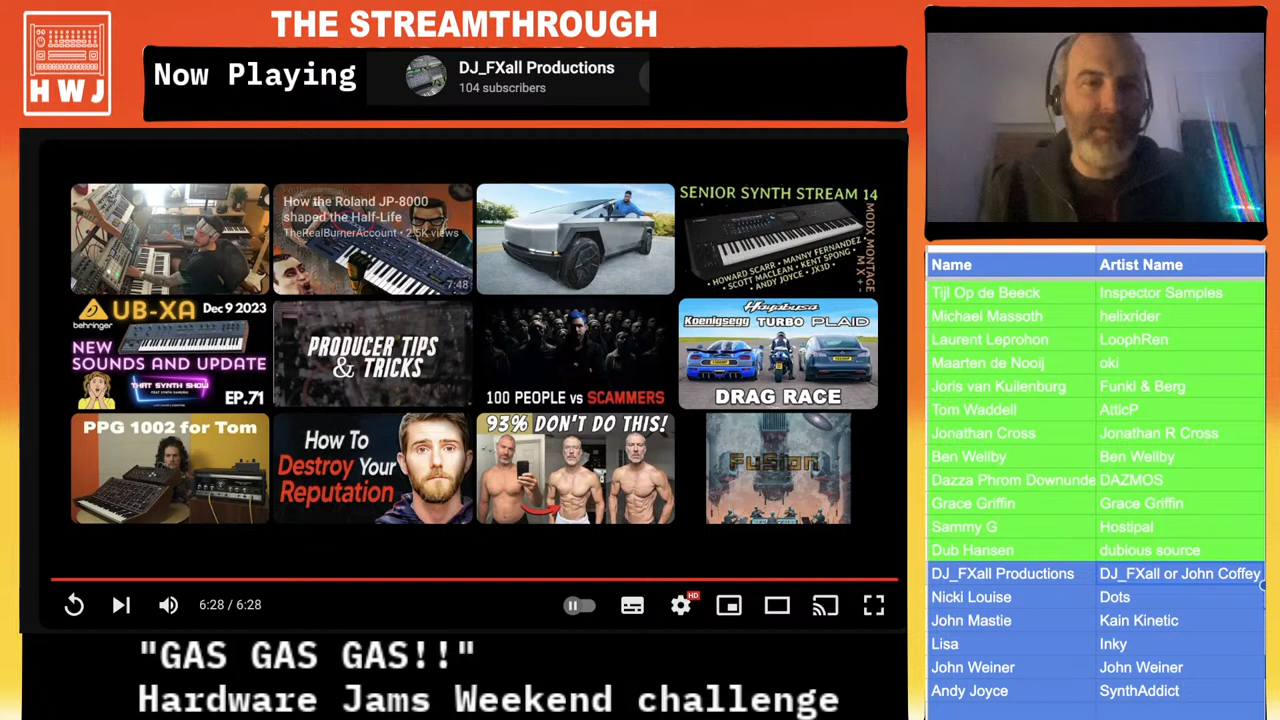 THE STREAMTHROUGH
HWJ
Now Playing
DJ_FXall Productions
104 subscribers
How the Roland JP-8000
shaped the Half-Life
TheRealBurnerAccount • 2.5K views
7:48
SENIOR SYNTH STREAM 14
MODX MONTAGE
HOWARD SCARR • MANNY FERNANDEZ
• SCOTT MACLEAN • KENT SPONG •
ANDY JOYCE • JX3D
behringer
UB-XA
Dec 9 2023
NEW
SOUNDS AND UPDATE
THAT SYNTH SHOW
EP.71
PRODUCER TIPS
& TRICKS
100 PEOPLE vs SCAMMERS
Hayabusa
Koenigsegg TURBO PLAID
DRAG RACE
PPG 1002 for Tom
How To
Destroy Your
Reputation
93% DON'T DO THIS!
Fusion
6:28 / 6:28
HD
"GAS GAS GAS!!"
Hardware Jams Weekend challenge
Name Artist Name
Tijl Op de Beeck Inspector Samples
Michael Massoth helixrider
Laurent Leprohon LoophRen
Maarten de Nooij oki
Joris van Kuilenburg Funkl & Berg
Tom Waddell AtticP
Jonathan Cross Jonathan R Cross
Ben Wellby Ben Wellby
Dazza Phrom Downunde DAZMOS
Grace Griffin Grace Griffin
Sammy G Hostipal
Dub Hansen dubious source
DJ_FXall Productions DJ_FXall or John Coffey
Nicki Louise Dots
John Mastie Kain Kinetic
Lisa Inky
John Weiner John Weiner
Andy Joyce SynthAddict